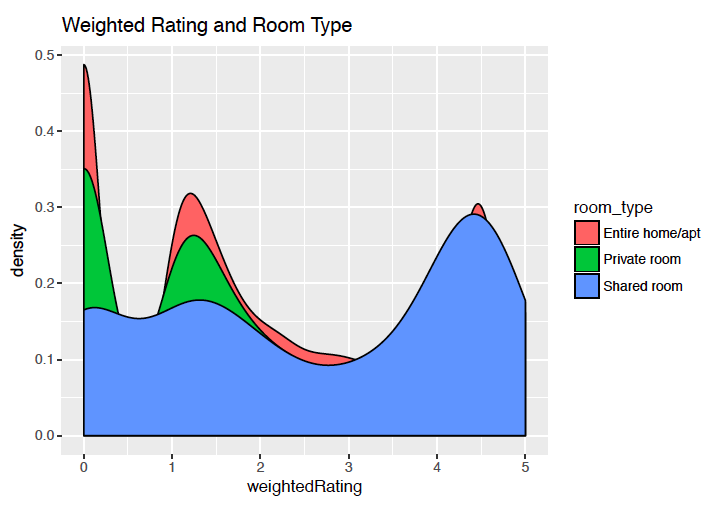 Weighted Rating and Room Type
0.5
0.4
0.3
0.2
0.1
0.0
density
0 1 2 3 4 5
weightedRating
room_type
Entire home/apt
Private room
Shared room